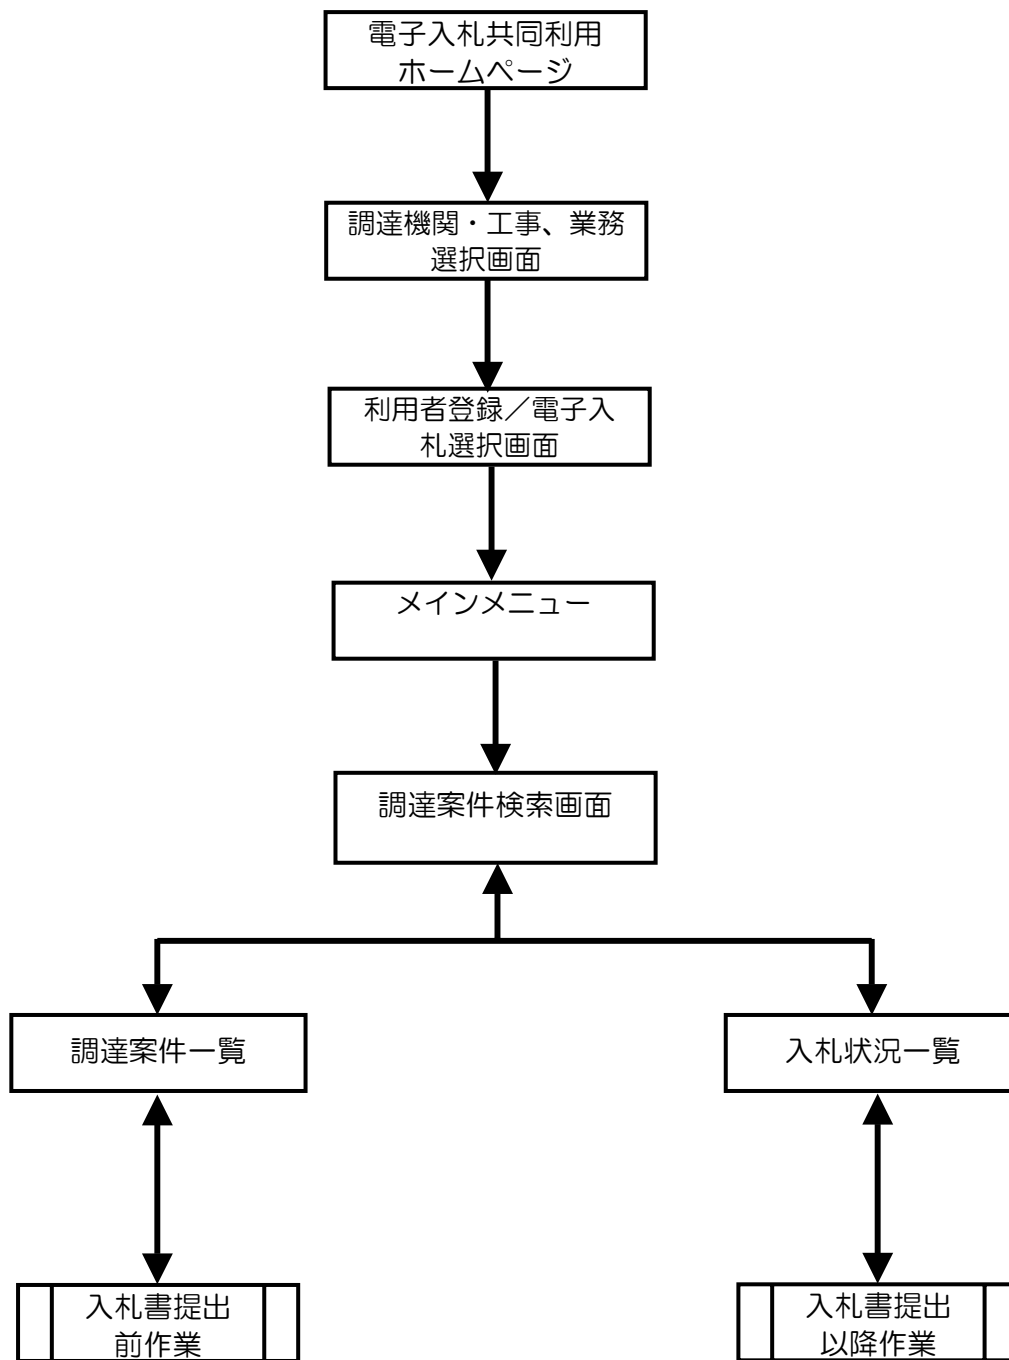 電子入札共同利用
ホームページ
調達機関・工事、業務
選択画面
利用者登録／電子入
札選択画面
メインメニュー
調達案件検索画面
調達案件一覧
入札状況一覧
入札書提出
前作業
入札書提出
以降作業